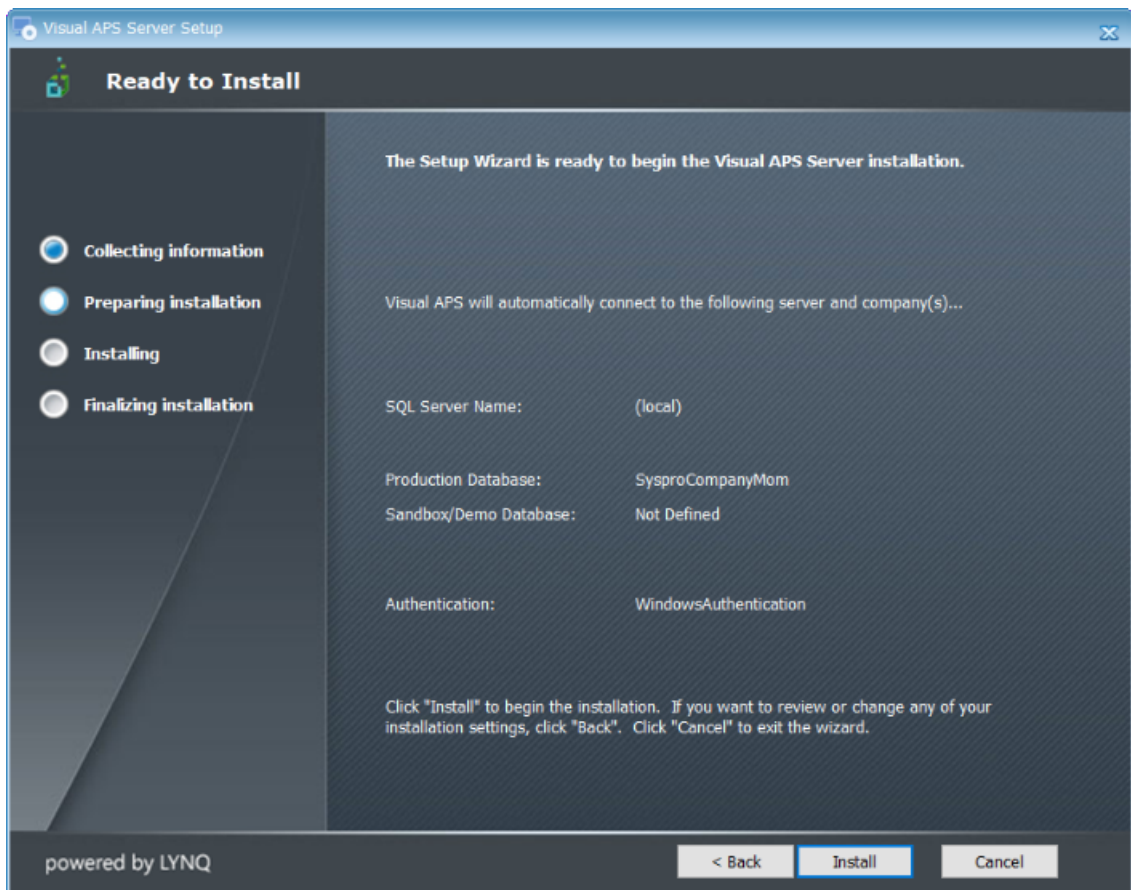 Visual APS Server Setup
Ready to Install
The Setup Wizard is ready to begin the Visual APS Server installation.
Collecting information
Preparing installation
Installing
Finalizing installation
Visual APS will automatically connect to the following server and company(s)...
SQL Server Name: (local)
Production Database: SysproCompanyMom
Sandbox/Demo Database: Not Defined
Authentication: WindowsAuthentication
Click "Install" to begin the installation. If you want to review or change any of your
installation settings, click "Back". Click "Cancel" to exit the wizard.
powered by LYNQ
< Back Install Cancel